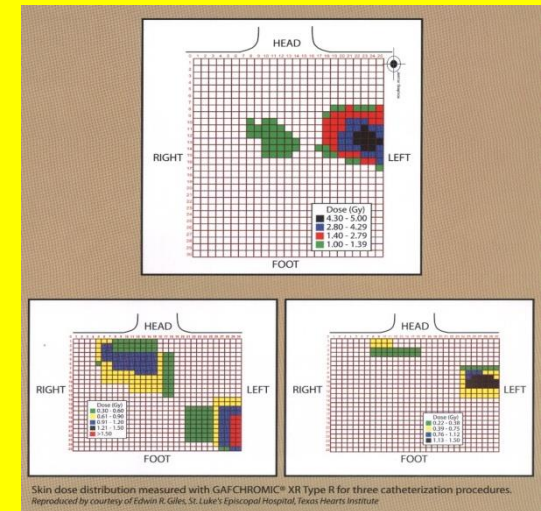 HEAD
RIGHT
LEFT
Dose (Gy)
4.30 - 5.00
2.80 - 4.29
1.40 - 2.79
1.00 - 1.39
FOOT
HEAD
RIGHT
LEFT
Dose (Gy)
0.30 - 0.60
0.61 - 0.90
0.91 - 1.20
1.21 - 1.50
>1.50
FOOT
HEAD
RIGHT
LEFT
Dose (Gy)
0.22 - 0.38
0.39 - 0.75
0.76 - 1.12
1.13 - 1.50
FOOT
Skin dose distribution measured with GAFCHROMIC® XR Type R for three catheterization procedures.
Reproduced by courtesy of Edwin R. Giles, St. Luke's Episcopal Hospital, Texas Hearts Institute